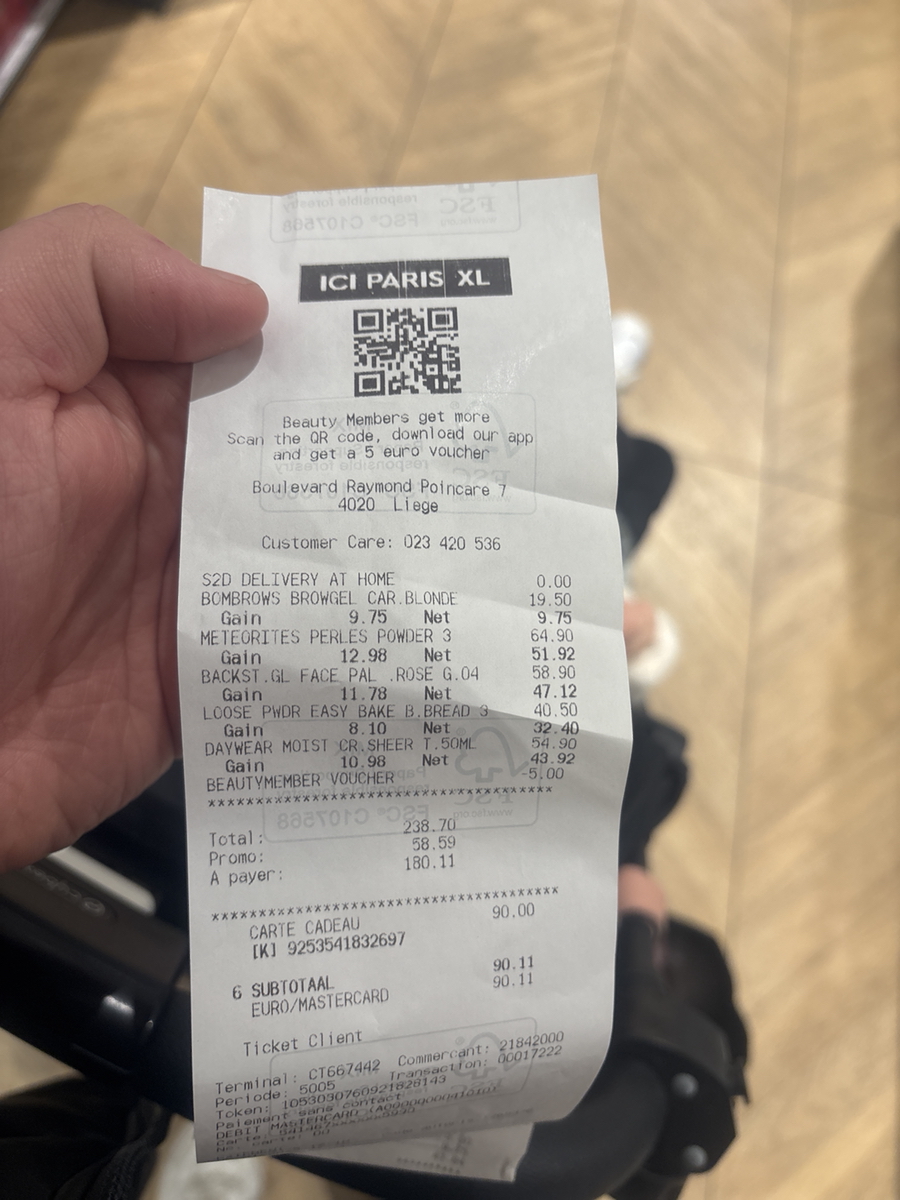 ICI PARIS XL
Beauty Members get more
Scan the QR code, download our app
and get a 5 euro voucher
Boulevard Raymond Poincare 7
4020 Liege
Customer Care: 023 420 536
S2D DELIVERY AT HOME 0.00
BOMBROWS BROWGEL CAR.BLONDE 19.50
Gain 9.75 Net 9.75
METEORITES PERLES POWDER 3 64.90
Gain 12.98 Net 51.92
BACKST.GL FACE PAL .ROSE G.04 58.90
Gain 11.78 Net 47.12
LOOSE PWDR EASY BAKE B.BREAD 3 40.50
Gain 8.10 Net 32.40
DAYWEAR MOIST CR.SHEER T.50ML 54.90
Gain 10.98 Net 43.92
BEAUTYMEMBER VOUCHER -5.00
************************************
Total: 238.70
Promo: 58.59
A payer: 180.11
************************************
CARTE CADEAU 90.00
[K] 9253541832697
6 SUBTOTAAL 90.11
EURO/MASTERCARD 90.11
Ticket Client
Terminal: CT667442 Commercant: 21842000
Periode: 5005 Transaction: 00017222
Token: 1053030760921828143
Paiement sans contact
DEBIT MASTERCARD